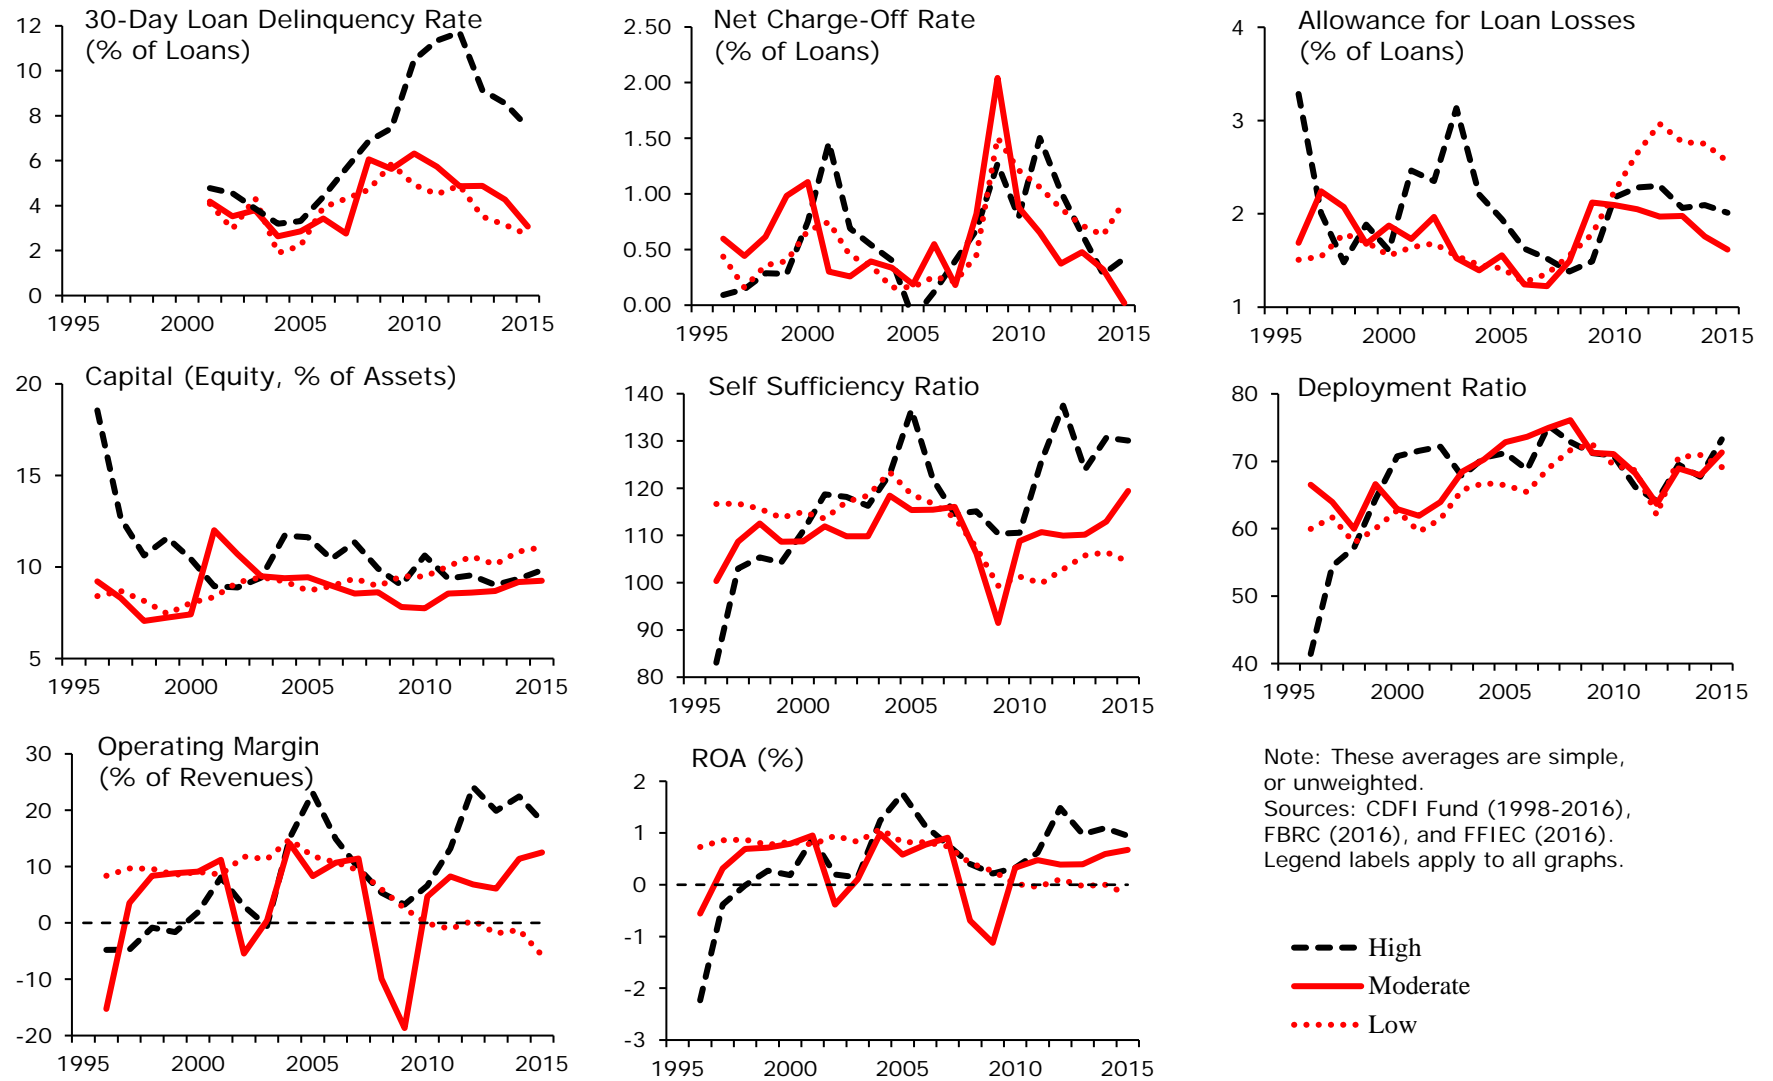 30-Day Loan Delinquency Rate
(% of Loans)
12
10
8
6
4
2
0
1995 2000 2005 2010 2015
Net Charge-Off Rate
(% of Loans)
2.50
2.00
1.50
1.00
0.50
0.00
1995 2000 2005 2010 2015
Allowance for Loan Losses
(% of Loans)
4
3
2
1
1995 2000 2005 2010 2015
Capital (Equity, % of Assets)
20
15
10
5
1995 2000 2005 2010 2015
Self Sufficiency Ratio
140
130
120
110
100
90
80
1995 2000 2005 2010 2015
Deployment Ratio
80
70
60
50
40
1995 2000 2005 2010 2015
Operating Margin
(% of Revenues)
30
20
10
0
-10
-20
1995 2000 2005 2010 2015
ROA (%)
2
1
0
-1
-2
-3
1995 2000 2005 2010 2015
Note: These averages are simple,
or unweighted.
Sources: CDFI Fund (1998-2016),
FBRC (2016), and FFIEC (2016).
Legend labels apply to all graphs.
High
Moderate
Low